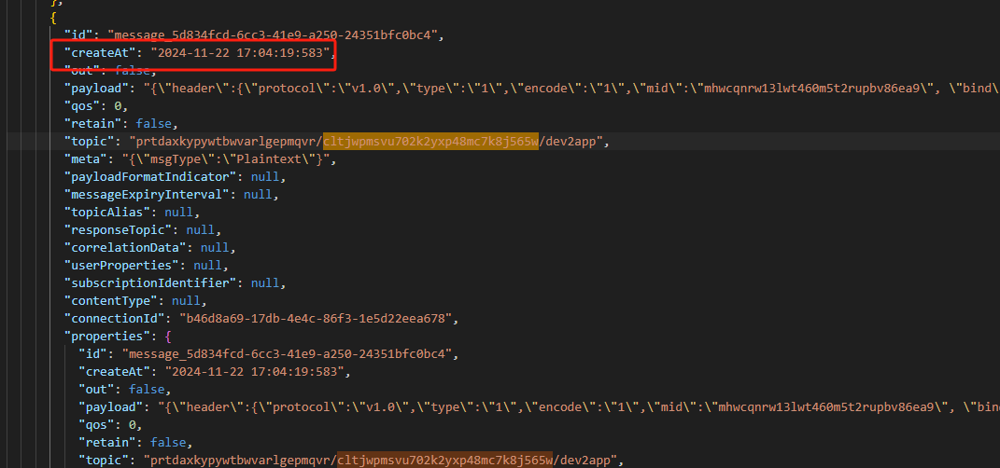 },
{
"id": "message_5d834fcd-6cc3-41e9-a250-24351bfc0bc4",
"createAt": "2024-11-22 17:04:19:583",
"out": false,
"payload": "{\"header\":{\"protocol\":\"v1.0\",\"type\":\"1\",\"encode\":\"1\",\"mid\":\"mhwcqnrw13lwt460m5t2rupbv86ea9\", \"bind\
"qos": 0,
"retain": false,
"topic": "prtdaxkypywtbwvarlgepmqvr/cltjwpmsvu702k2yxp48mc7k8j565w/dev2app",
"meta": "{\"msgType\":\"Plaintext\"}",
"payloadFormatIndicator": null,
"messageExpiryInterval": null,
"topicAlias": null,
"responseTopic": null,
"correlationData": null,
"userProperties": null,
"subscriptionIdentifier": null,
"contentType": null,
"connectionId": "b46d8a69-17db-4e4c-86f3-1e5d22eea678",
"properties": {
"id": "message_5d834fcd-6cc3-41e9-a250-24351bfc0bc4",
"createAt": "2024-11-22 17:04:19:583",
"out": false,
"payload": "{\"header\":{\"protocol\":\"v1.0\",\"type\":\"1\",\"encode\":\"1\",\"mid\":\"mhwcqnrw13lwt460m5t2rupbv86ea9\", \"bind
"qos": 0,
"retain": false,
"topic": "prtdaxkypywtbwvarlgepmqvr/cltjwpmsvu702k2yxp48mc7k8j565w/dev2app",